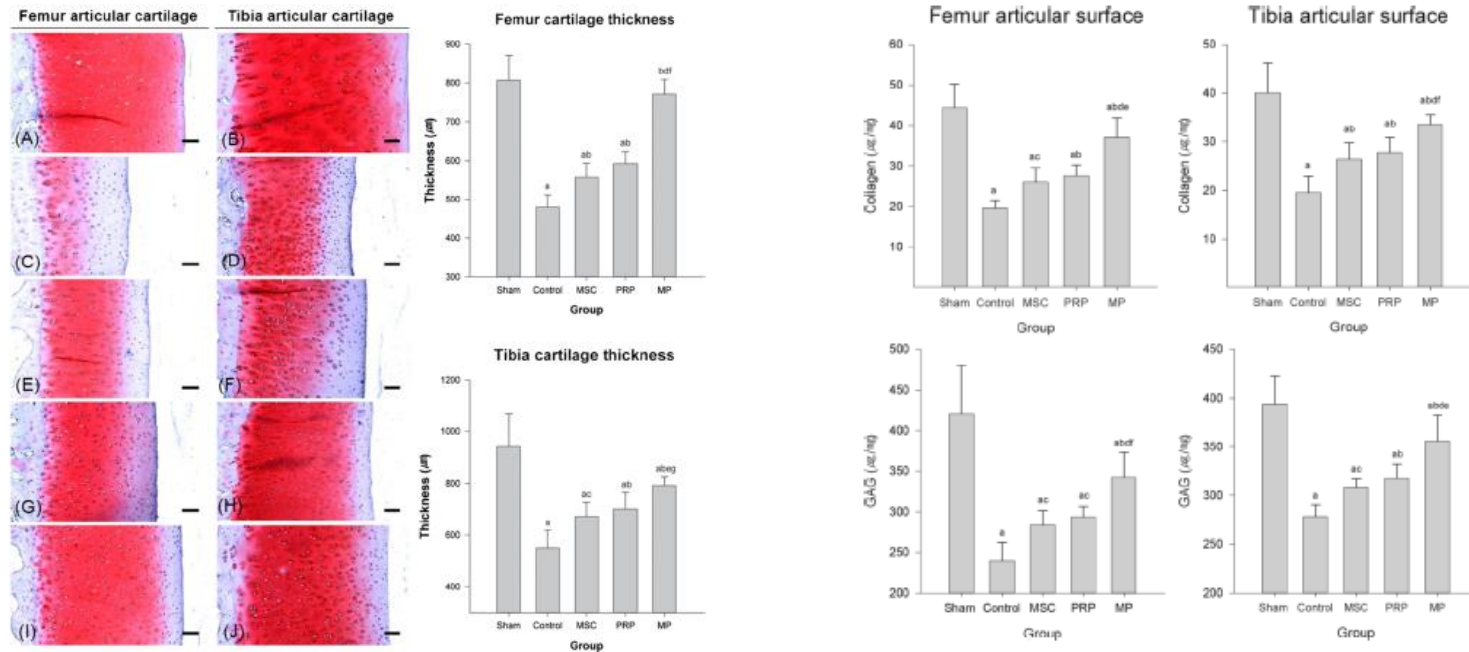 Femur articular cartilage
Tibia articular cartilage
(A)
(B)
(C)
(D)
(E)
(F)
(G)
(H)
(I)
(J)
Femur cartilage thickness
Thickness (㎛)
900
800
700
600
500
400
300
a
ab
ab
bdf
Sham Control MSC PRP MP
Group
Tibia cartilage thickness
Thickness (㎛)
1200
1000
800
600
400
a
ac
ab
abeg
Sham Control MSC PRP MP
Group
Femur articular surface
Collagen (㎍/㎎)
60
50
40
30
20
10
a
ac
ab
abde
Sham Control MSC PRP MP
Group
Tibia articular surface
Collagen (㎍/㎎)
50
40
30
20
10
a
ab
ab
abdf
Sham Control MSC PRP MP
Group
GAG (㎍/㎎)
500
450
400
350
300
250
200
a
ac
ac
abdf
Sham Control MSC PRP MP
Group
GAG (㎍/㎎)
450
400
350
300
250
200
a
ac
ab
abde
Sham Control MSC PRP MP
Group